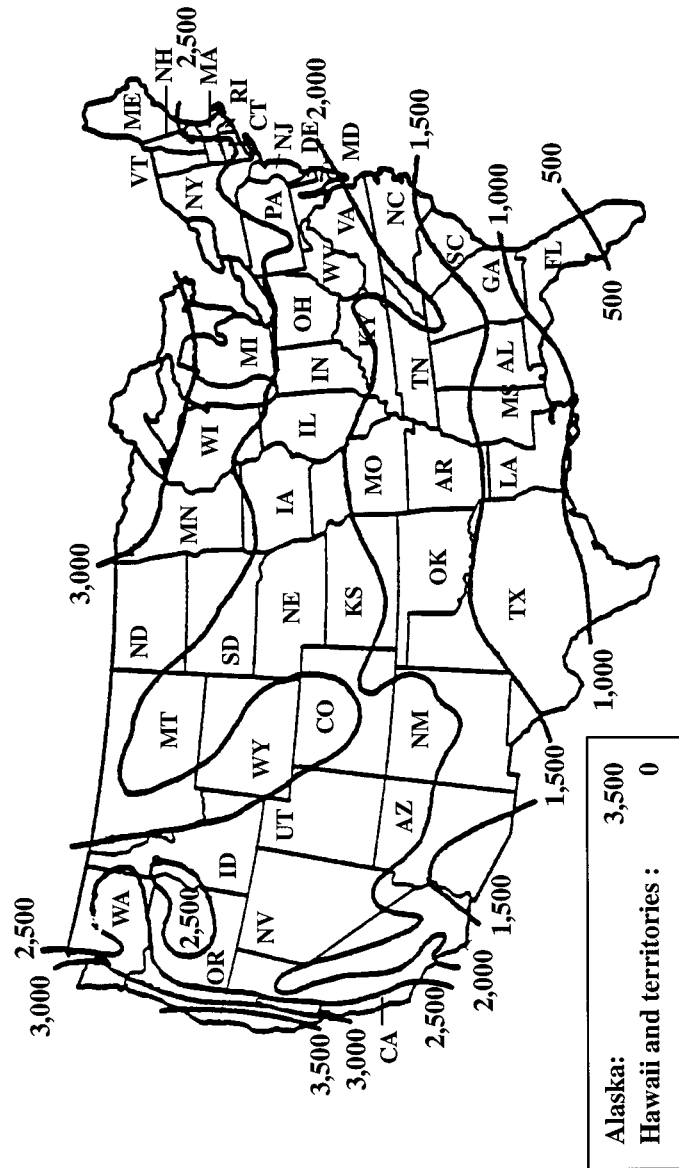 3,000
2,500
3,000
WA
MT
ND
MN
WI
MI
VT
ME
NH
2,500
MA
RI
CT
NY
NJ
DE
2,000
MD
PA
OR
2,500
ID
WY
SD
IA
NE
IL
IN
OH
WV
VA
KY
NC
1,500
NV
UT
CO
KS
MO
TN
SC
3,500
3,000
CA
2,500
2,000
1,500
AZ
NM
OK
AR
MS
AL
GA
1,000
LA
TX
FL
500
500
1,500
1,000
Alaska: 3,500
Hawaii and territories : 0